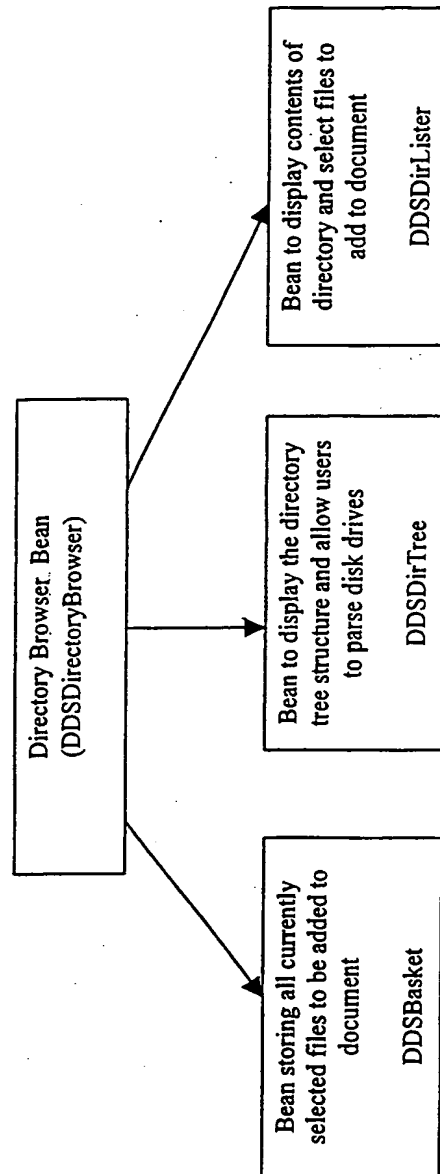 Directory Browser Bean
(DDSDirectoryBrowser)
Bean storing all currently
selected files to be added to
document
DDSBasket
Bean to display the directory
tree structure and allow users
to parse disk drives
DDSDirTree
Bean to display contents of
directory and select files to
add to document
DDSDirLister